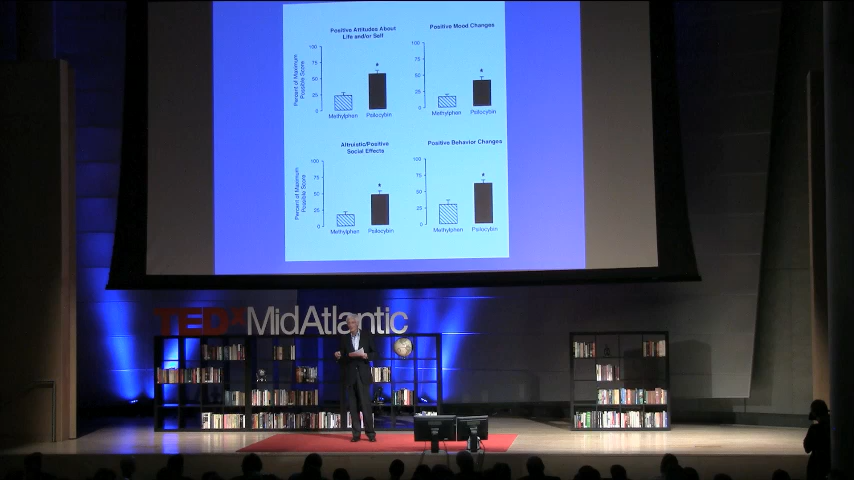 Positive Attitudes About
Life and/or Self
Percent of Maximum
Possible Score
100
75
50
25
0
*
Methylphen
Psilocybin
Positive Mood Changes
100
75
50
25
0
*
Methylphen
Psilocybin
Altruistic/Positive
Social Effects
Percent of Maximum
Possible Score
100
75
50
25
0
*
Methylphen
Psilocybin
Positive Behavior Changes
100
75
50
25
0
*
Methylphen
Psilocybin
TEDxMidAtlantic